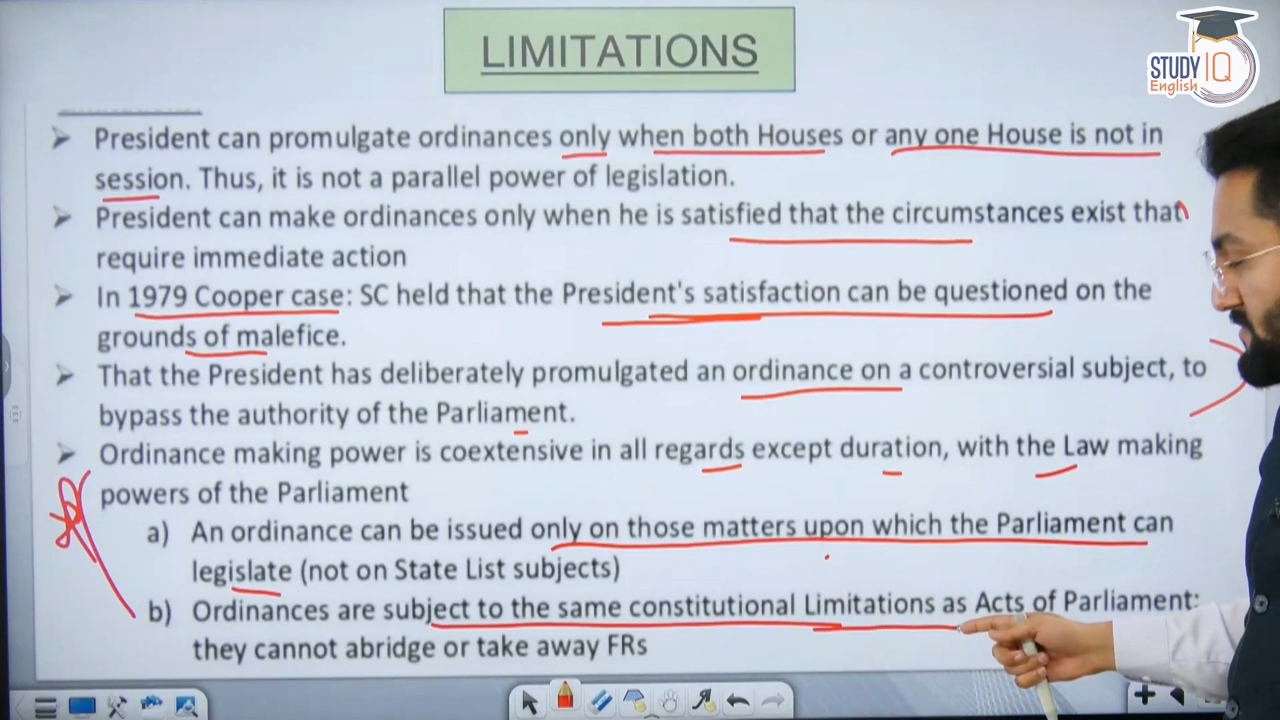 LIMITATIONS
STUDY IQ
English
➤ President can promulgate ordinances only when both Houses or any one House is not in
session. Thus, it is not a parallel power of legislation.
➤ President can make ordinances only when he is satisfied that the circumstances exist that
require immediate action
➤ In 1979 Cooper case: SC held that the President's satisfaction can be questioned on the
grounds of malefice.
➤ That the President has deliberately promulgated an ordinance on a controversial subject, to
bypass the authority of the Parliament.
➤ Ordinance making power is coextensive in all regards except duration, with the Law making
powers of the Parliament
a) An ordinance can be issued only on those matters upon which the Parliament can
legislate (not on State List subjects)
b) Ordinances are subject to the same constitutional Limitations as Acts of Parliament:
they cannot abridge or take away FRs